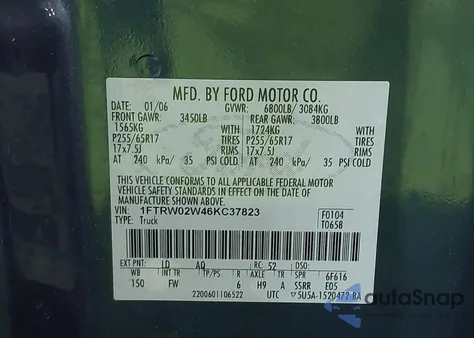 MFD. BY FORD MOTOR CO.
DATE: 01/06 GVWR: 6800LB/ 3084KG
FRONT GAWR: 3450LB REAR GAWR: 3800LB
1565KG WITH 1724KG WITH
P255/65R17 TIRES P255/65R17 TIRES
17x7.5J RIMS 17x7.5J RIMS
AT 240 kPa/ 35 PSI COLD AT 240 kPa/ 35 PSI COLD
THIS VEHICLE CONFORMS TO ALL APPLICABLE FEDERAL MOTOR
VEHICLE SAFETY STANDARDS IN EFFECT ON THE DATE OF
MANUFACTURE SHOWN ABOVE.
VIN: 1FTRW02W46KC37823 F0104
TYPE: Truck T0658
EXT PNT: LD AQ RC: 52 DSO:
WB INT TR TP/PS R AXLE TR SPR 6F616
150 FW 6 H9 A SSRR E05
2200601106522 UTC 5U5A-1520472-BA
autoSnap